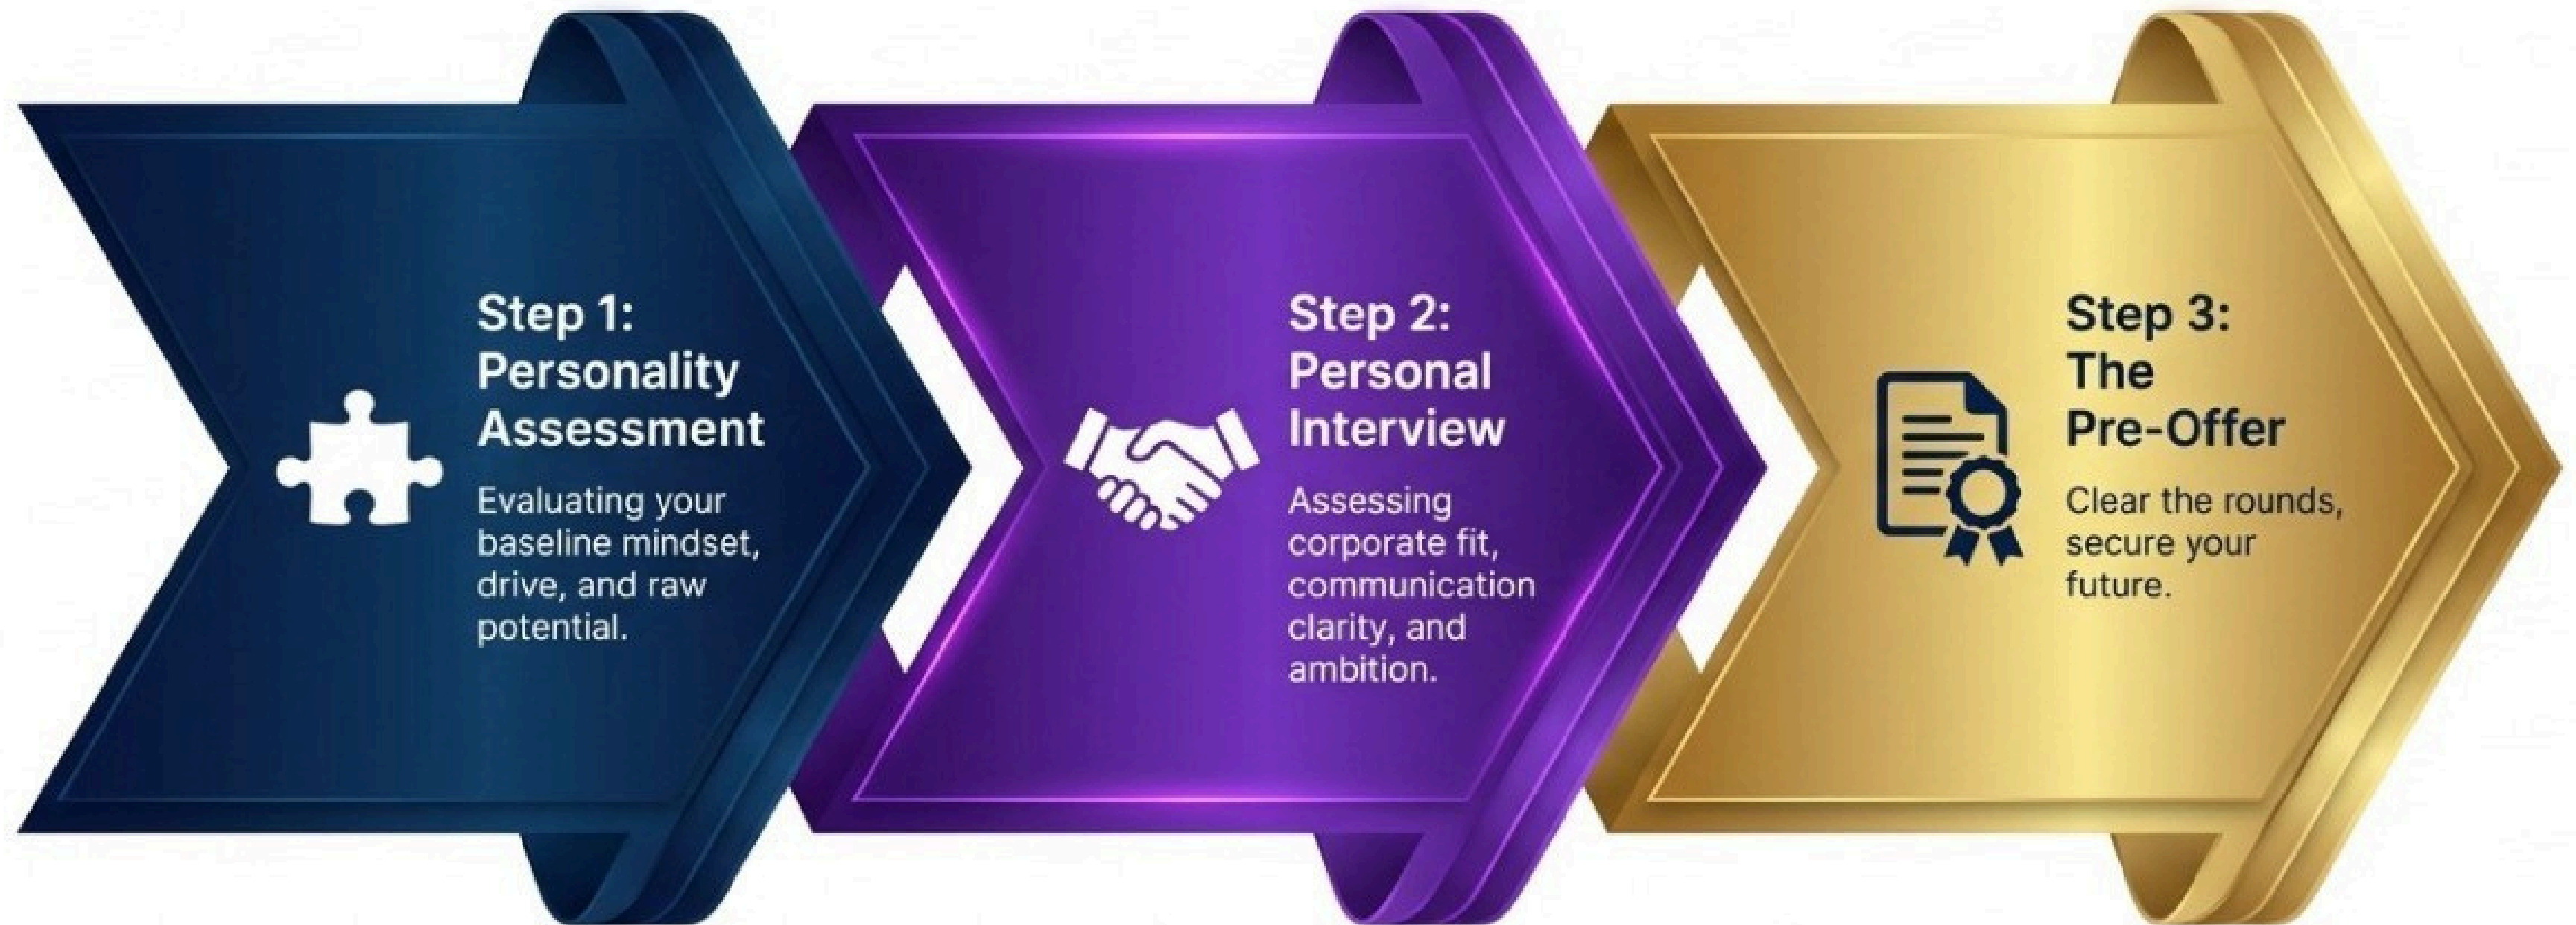 Step 1:
Personality
Assessment
Evaluating your
baseline mindset,
drive, and raw
potential.
Step 2:
Personal
Interview
Assessing
corporate fit,
communication
clarity, and
ambition.
Step 3:
The
Pre-Offer
Clear the rounds,
secure your
future.